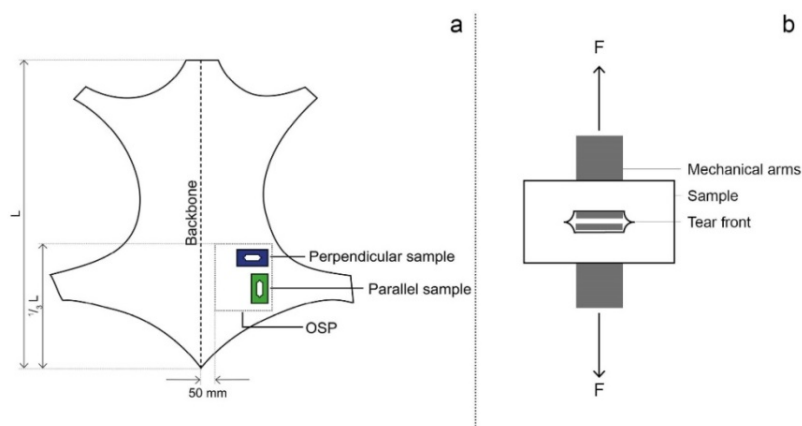 a
b
F
L
Backbone
Mechanical arms
Sample
Tear front
Perpendicular sample
Parallel sample
1/3 L
OSP
50 mm
F